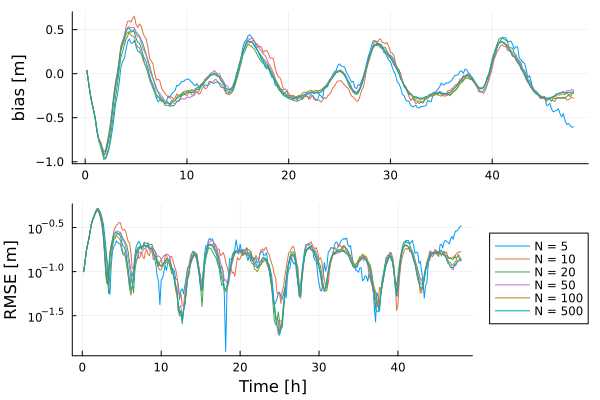 bias [m]
0.5
0.0
−0.5
−1.0
0 10 20 30 40
RMSE [m]
10^−0.5
10^−1.0
10^−1.5
0 10 20 30 40
Time [h]
N = 5
N = 10
N = 20
N = 50
N = 100
N = 500